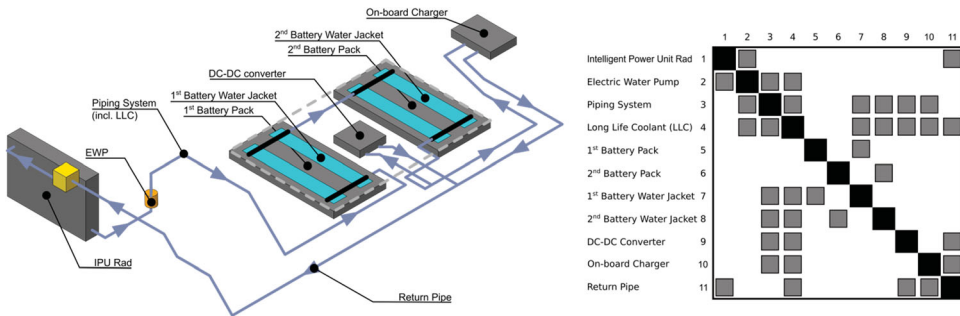 On-board Charger
2nd Battery Water Jacket
2nd Battery Pack
DC-DC converter
1st Battery Water Jacket
1st Battery Pack
Piping System
(incl. LLC)
EWP
IPU Rad
Return Pipe
1 2 3 4 5 6 7 8 9 10 11
Intelligent Power Unit Rad 1
Electric Water Pump 2
Piping System 3
Long Life Coolant (LLC) 4
1st Battery Pack 5
2nd Battery Pack 6
1st Battery Water Jacket 7
2nd Battery Water Jacket 8
DC-DC Converter 9
On-board Charger 10
Return Pipe 11